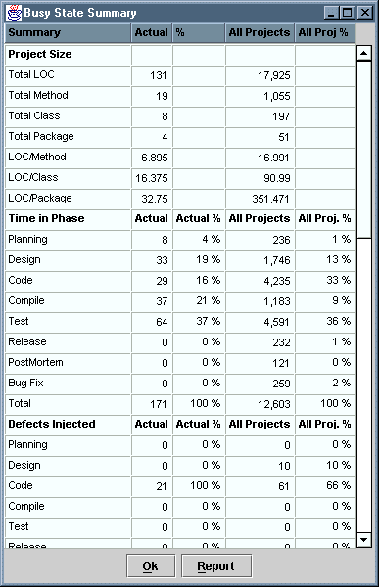 Busy State Summary
Summary Actual % All Projects All Proj %
Project Size
Total LOC 131 17,925
Total Method 19 1,055
Total Class 8 197
Total Package 4 51
LOC/Method 6.895 16.991
LOC/Class 16.375 90.99
LOC/Package 32.75 351.471
Time in Phase Actual Actual % All Projects All Proj. %
Planning 8 4 % 236 1 %
Design 33 19 % 1,746 13 %
Code 29 16 % 4,235 33 %
Compile 37 21 % 1,183 9 %
Test 64 37 % 4,591 36 %
Release 0 0 % 232 1 %
PostMortem 0 0 % 121 0 %
Bug Fix 0 0 % 259 2 %
Total 171 100 % 12,603 100 %
Defects Injected Actual Actual % All Projects All Proj. %
Planning 0 0 % 0 0 %
Design 0 0 % 10 10 %
Code 21 100 % 61 66 %
Compile 0 0 % 0 0 %
Test 0 0 % 0 0 %
Release 0 0 % 0 0 %
Ok Report